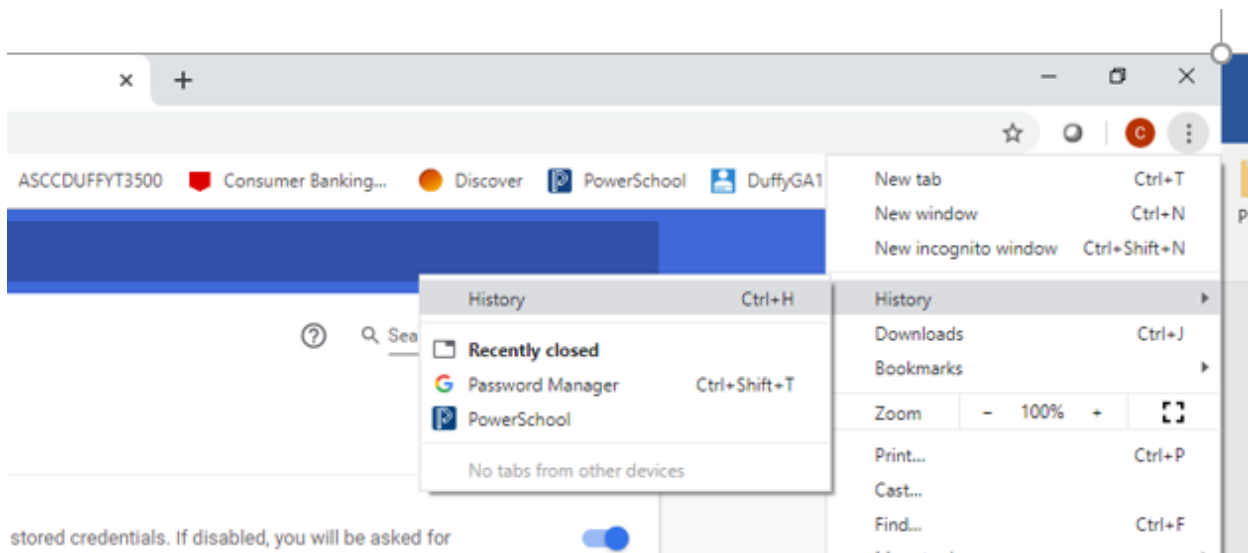 C
ASCCDUFFYT3500 Consumer Banking... Discover PowerSchool DuffyGA1
New tab Ctrl+T
New window Ctrl+N
New incognito window Ctrl+Shift+N
History
Downloads Ctrl+J
Bookmarks
Zoom - 100% +
Print... Ctrl+P
Cast...
Find... Ctrl+F
History Ctrl+H
Recently closed
Password Manager Ctrl+Shift+T
PowerSchool
No tabs from other devices
stored credentials. If disabled, you will be asked for